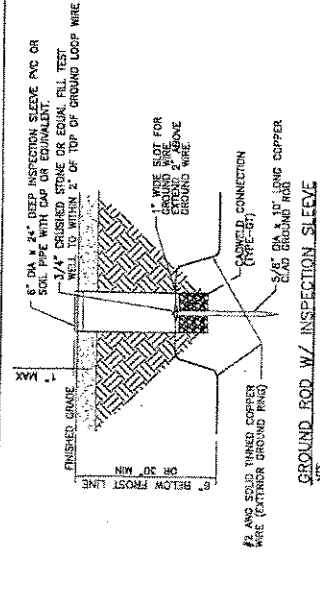 6" DIA x 24" DEEP INSPECTION SLEEVE PVC OR
SOIL PIPE WITH CAP OR EQUIVALENT.
3/4" CRUSHED STONE OR EQUAL FILL TEST
WELL TO WITHIN 2" OF TOP OF GROUND LOOP WIRE
1" MAX
FINISHED GRADE
1" WIDE SLOT FOR
GROUND WIRE
EXTEND 2" ABOVE
GROUND WIRE.
6" BELOW FROST LINE
OR 30" MIN
CADWELD CONNECTION
(TYPE-GT)
5/8" DIA x 10' LONG COPPER
CLAD GROUND ROD
#2 AWG SOLID TINNED COPPER
WIRE (EXTERIOR GROUND RING)
GROUND ROD W/ INSPECTION SLEEVE
NTS